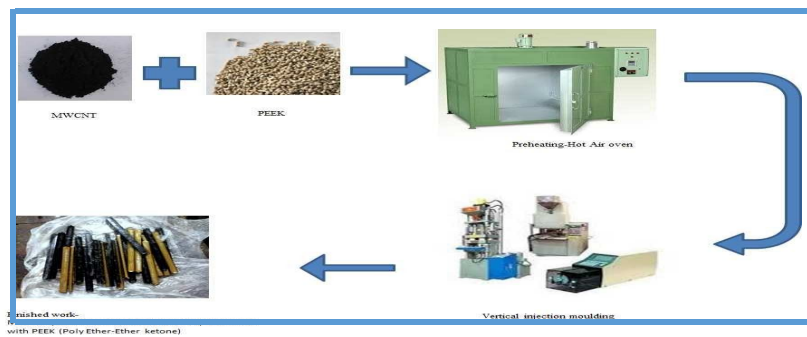 MWCNT
PEEK
Preheating-Hot Air oven
Vertical injection moulding
Finished work-
with PEEK (Poly Ether-Ether ketone)